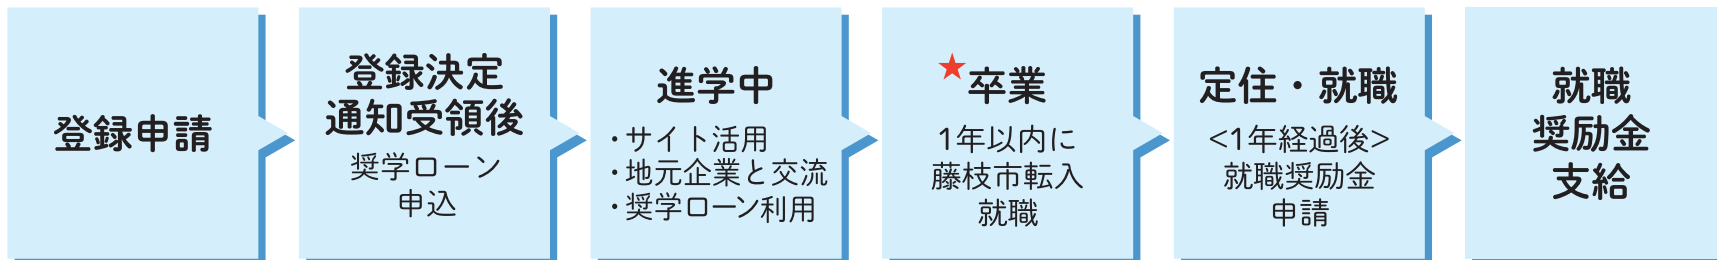 登録申請
登録決定
通知受領後
奨学ローン
申込
進学中
・サイト活用
・地元企業と交流
・奨学ローン利用
★卒業
1年以内に
藤枝市転入
就職
定住・就職
<1年経過後>
就職奨励金
申請
就職
奨励金
支給